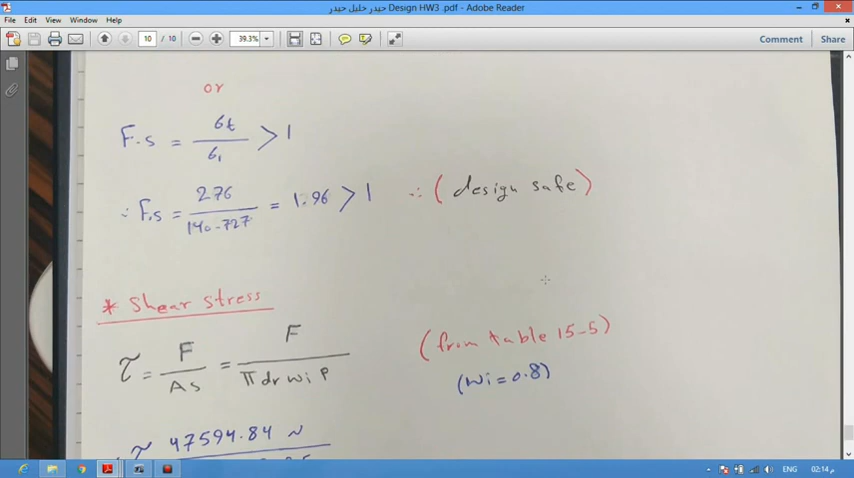 حيدر خليل حيدر Design HW3 .pdf - Adobe Reader
File Edit View Window Help
10 / 10 39.3% Comment Share
or
F.s = σt / σ1 > 1
∴ F.s = 276 / 140.727 = 1.96 > 1 ∴ (design safe)
* Shear stress
τ = F / As = F / π dr wi P (from table 15-5)
(wi = 0.8)
47594.84 N
ENG 02:14 م